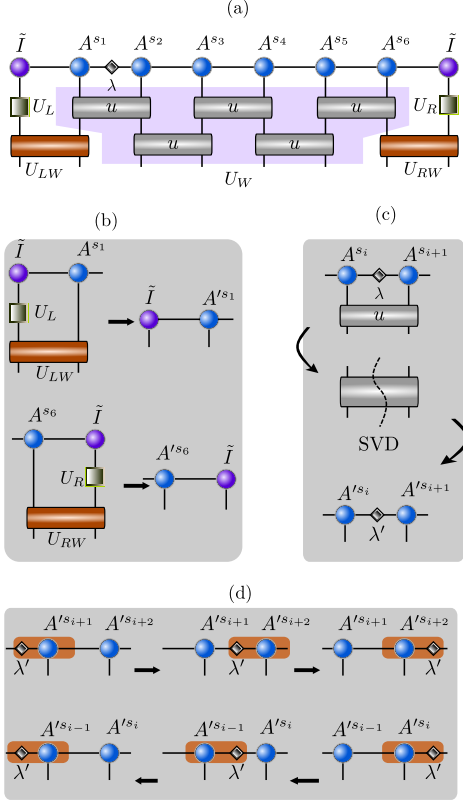 (a)
Ĩ A^{s_1} A^{s_2} A^{s_3} A^{s_4} A^{s_5} A^{s_6} Ĩ
λ
U_L u u u U_R
u u
U_{LW} U_W U_{RW}
(b)
Ĩ A^{s_1}
U_L Ĩ A'^{s_1}
U_{LW}
A^{s_6} Ĩ
U_R A'^{s_6} Ĩ
U_{RW}
(c)
A^{s_i} A^{s_{i+1}}
λ
u
SVD
A'^{s_i} A'^{s_{i+1}}
λ'
(d)
A'^{s_{i+1}} A'^{s_{i+2}} A'^{s_{i+1}} A'^{s_{i+2}} A'^{s_{i+1}} A'^{s_{i+2}}
λ' λ' λ'
A'^{s_{i-1}} A'^{s_i} A'^{s_{i-1}} A'^{s_i} A'^{s_{i-1}} A'^{s_i}
λ' λ' λ'